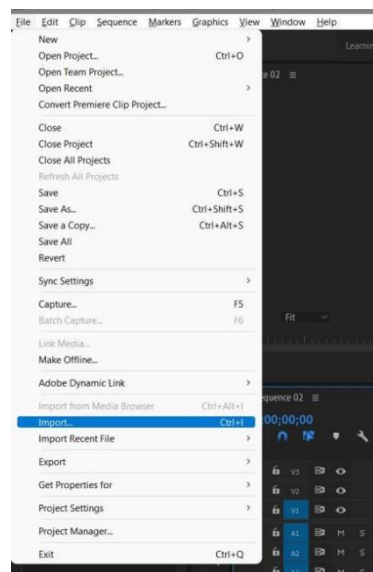 File Edit Clip Sequence Markers Graphics View Window Help
New
Learnin
Open Project... Ctrl+O
Open Team Project...
e 02
Open Recent
Convert Premiere Clip Project...
Close Ctrl+W
Close Project Ctrl+Shift+W
Close All Projects
Refresh All Projects
Save Ctrl+S
Save As... Ctrl+Shift+S
Save a Copy... Ctrl+Alt+S
Save All
Revert
Sync Settings
Capture... F5
Batch Capture... F6
Fit
Link Media...
Make Offline...
Adobe Dynamic Link
equence 02
Import from Media Browser Ctrl+Alt+I
Import... Ctrl+I
00;00;00
Import Recent File
Export
V3
Get Properties for
V2
Project Settings
V1
Project Manager...
A1 M S
Exit Ctrl+Q
A2 M S